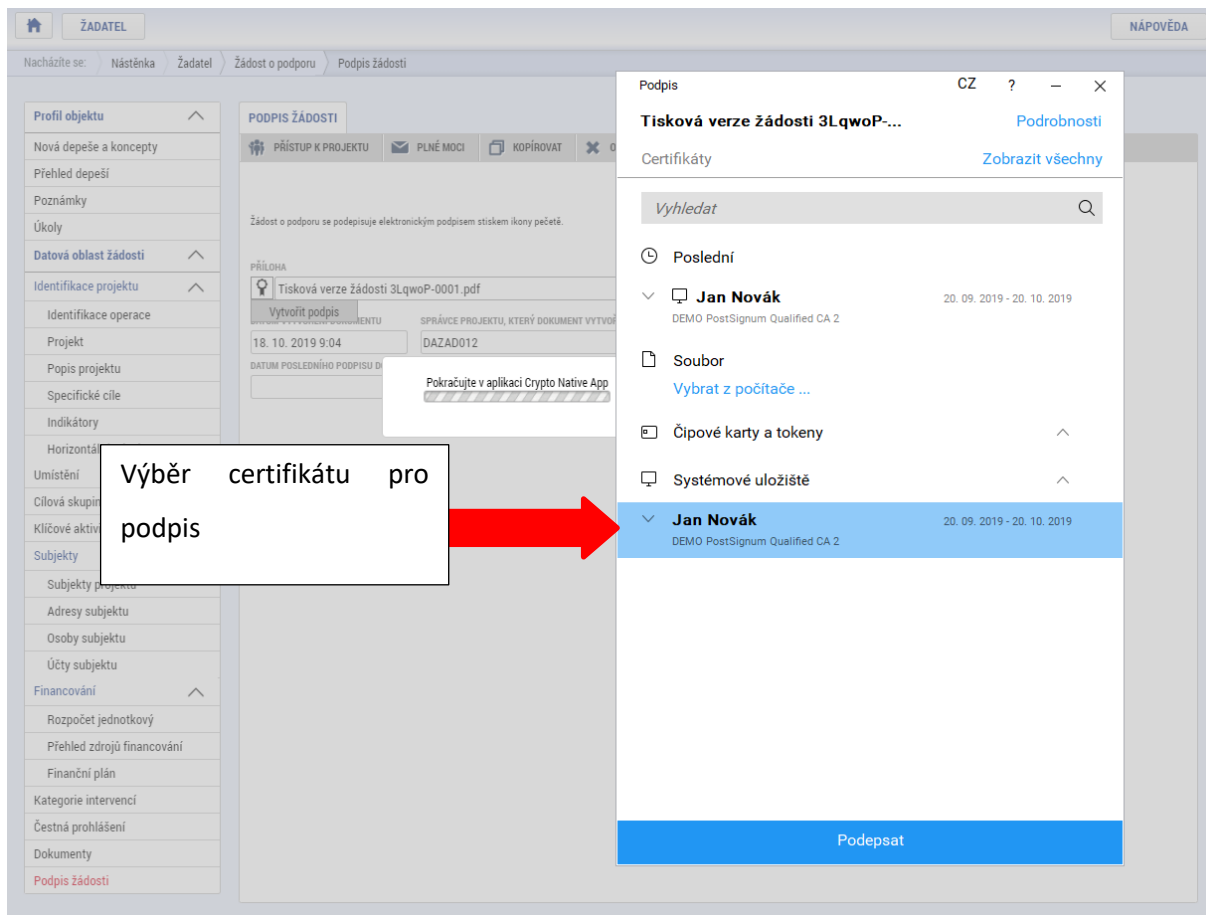 ŽADATEL
NÁPOVĚDA
Nacházíte se: Nástěnka Žadatel Žádost o podporu Podpis žádosti
Profil objektu
Nová depeše a koncepty
Přehled depeší
Poznámky
Úkoly
Datová oblast žádosti
Identifikace projektu
Identifikace operace
Projekt
Popis projektu
Specifické cíle
Indikátory
Umístění
Subjekty
Adresy subjektu
Osoby subjektu
Účty subjektu
Financování
Rozpočet jednotkový
Přehled zdrojů financování
Finanční plán
Kategorie intervencí
Čestná prohlášení
Dokumenty
Podpis žádosti
PODPIS ŽÁDOSTI
PŘÍSTUP K PROJEKTU PLNÉ MOCI KOPÍROVAT
Žádost o podporu se podepisuje elektronickým podpisem stiskem ikony pečetě.
PŘÍLOHA
Tisková verze žádosti 3LqwoP-0001.pdf
Vytvořit podpis
SPRÁVCE PROJEKTU, KTERÝ DOKUMENT
18. 10. 2019 9:04 DAZAD012
DATUM POSLEDNÍHO PODPISU
Pokračujte v aplikaci Crypto Native App
Výběr certifikátu pro
podpis
Podpis CZ ?
Tisková verze žádosti 3LqwoP-... Podrobnosti
Certifikáty Zobrazit všechny
Vyhledat
Poslední
Jan Novák 20. 09. 2019 - 20. 10. 2019
DEMO PostSignum Qualified CA 2
Soubor
Vybrat z počítače ...
Čipové karty a tokeny
Systémové uložiště
Jan Novák 20. 09. 2019 - 20. 10. 2019
DEMO PostSignum Qualified CA 2
Podepsat